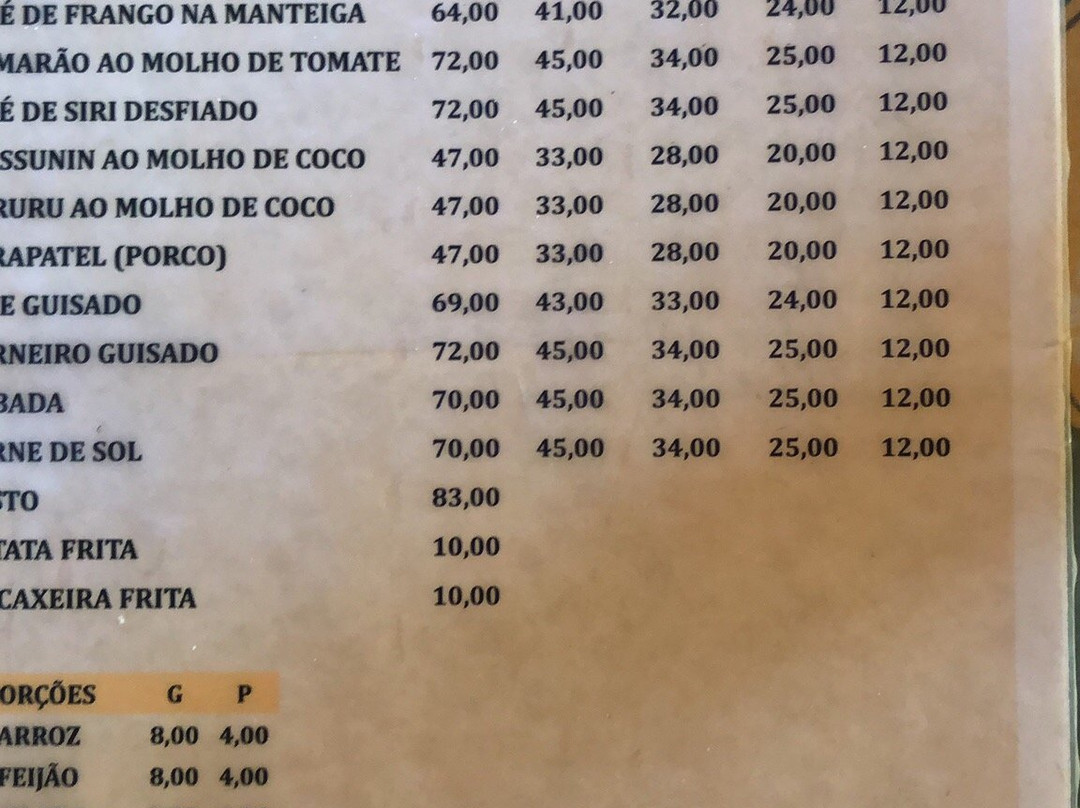 É DE FRANGO NA MANTEIGA 64,00 41,00 32,00 24,00 12,00
MARÃO AO MOLHO DE TOMATE 72,00 45,00 34,00 25,00 12,00
É DE SIRI DESFIADO 72,00 45,00 34,00 25,00 12,00
SSUNIN AO MOLHO DE COCO 47,00 33,00 28,00 20,00 12,00
RURU AO MOLHO DE COCO 47,00 33,00 28,00 20,00 12,00
RAPATEL (PORCO) 47,00 33,00 28,00 20,00 12,00
E GUISADO 69,00 43,00 33,00 24,00 12,00
RNEIRO GUISADO 72,00 45,00 34,00 25,00 12,00
BADA 70,00 45,00 34,00 25,00 12,00
RNE DE SOL 70,00 45,00 34,00 25,00 12,00
STO 83,00
TATA FRITA 10,00
CAXEIRA FRITA 10,00
ORÇÕES G P
ARROZ 8,00 4,00
FEIJÃO 8,00 4,00